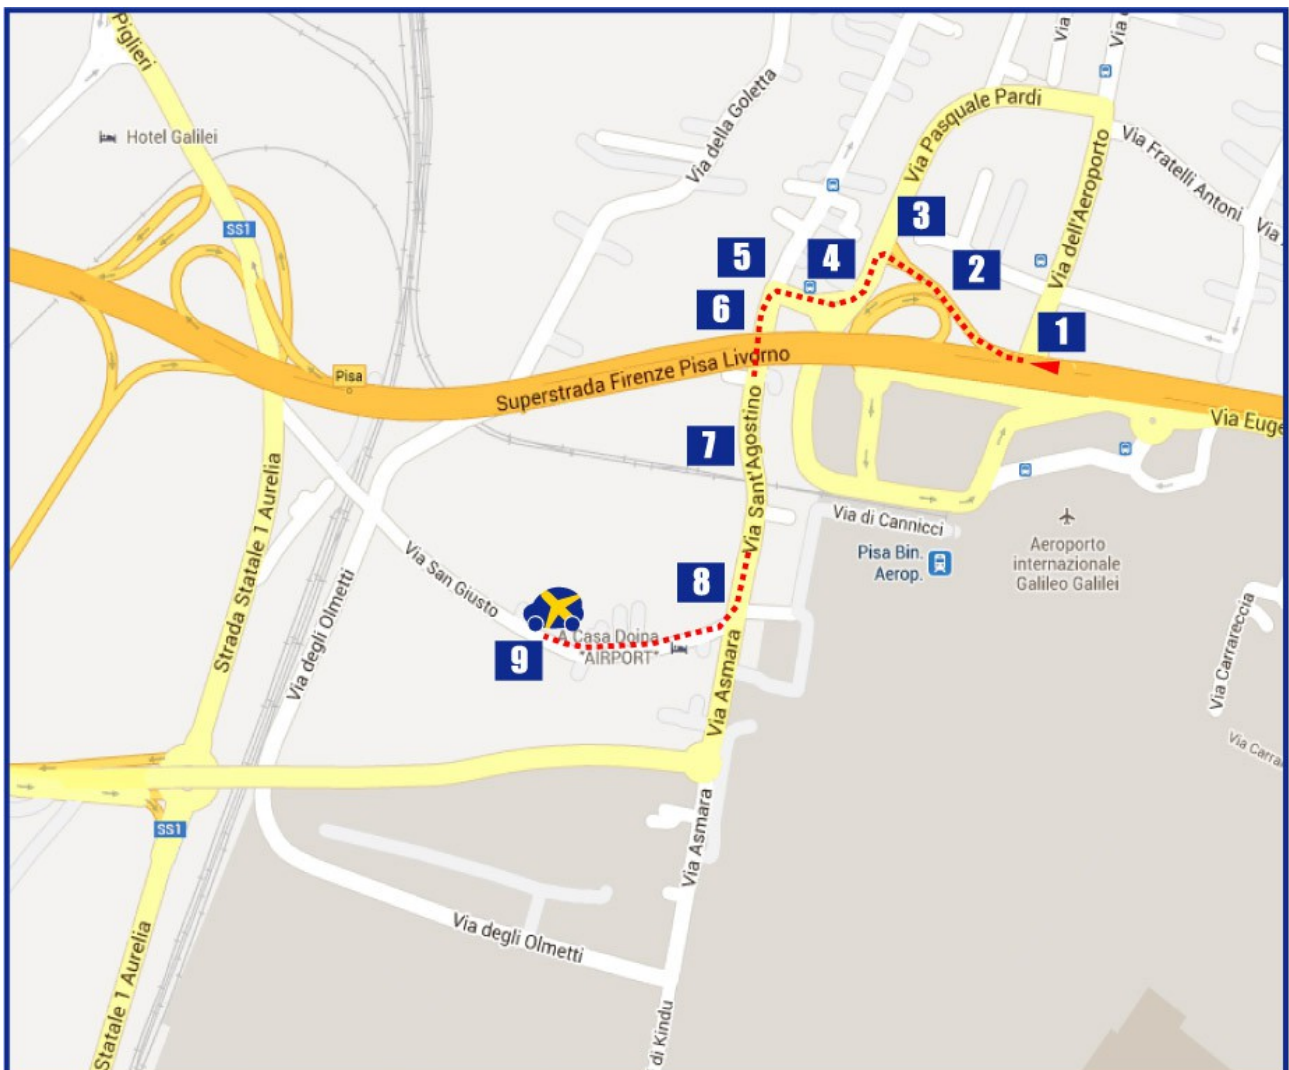 Piglieri
Via
Via
Hotel Galilei
Via della Goletta
Via Pasquale Pardi
Via Fratelli Antoni
Via
Via dell'Aeroporto
SS1
3
5
4
2
6
1
Pisa
Superstrada Firenze Pisa Livorno
Via Euge
7
Via Sant'Agostino
Strada Statale 1 Aurelia
Via di Cannicci
Pisa Bin.
Aerop.
Aeroporto
internazionale
Galileo Galilei
Via San Giusto
Via degli Olmetti
8
A Casa Doina
"AIRPORT"
9
Via Asmara
Via Carrareccia
Via Carra
SS1
Via Asmara
Via degli Olmetti
Statale 1 Aurelia
di Kindu